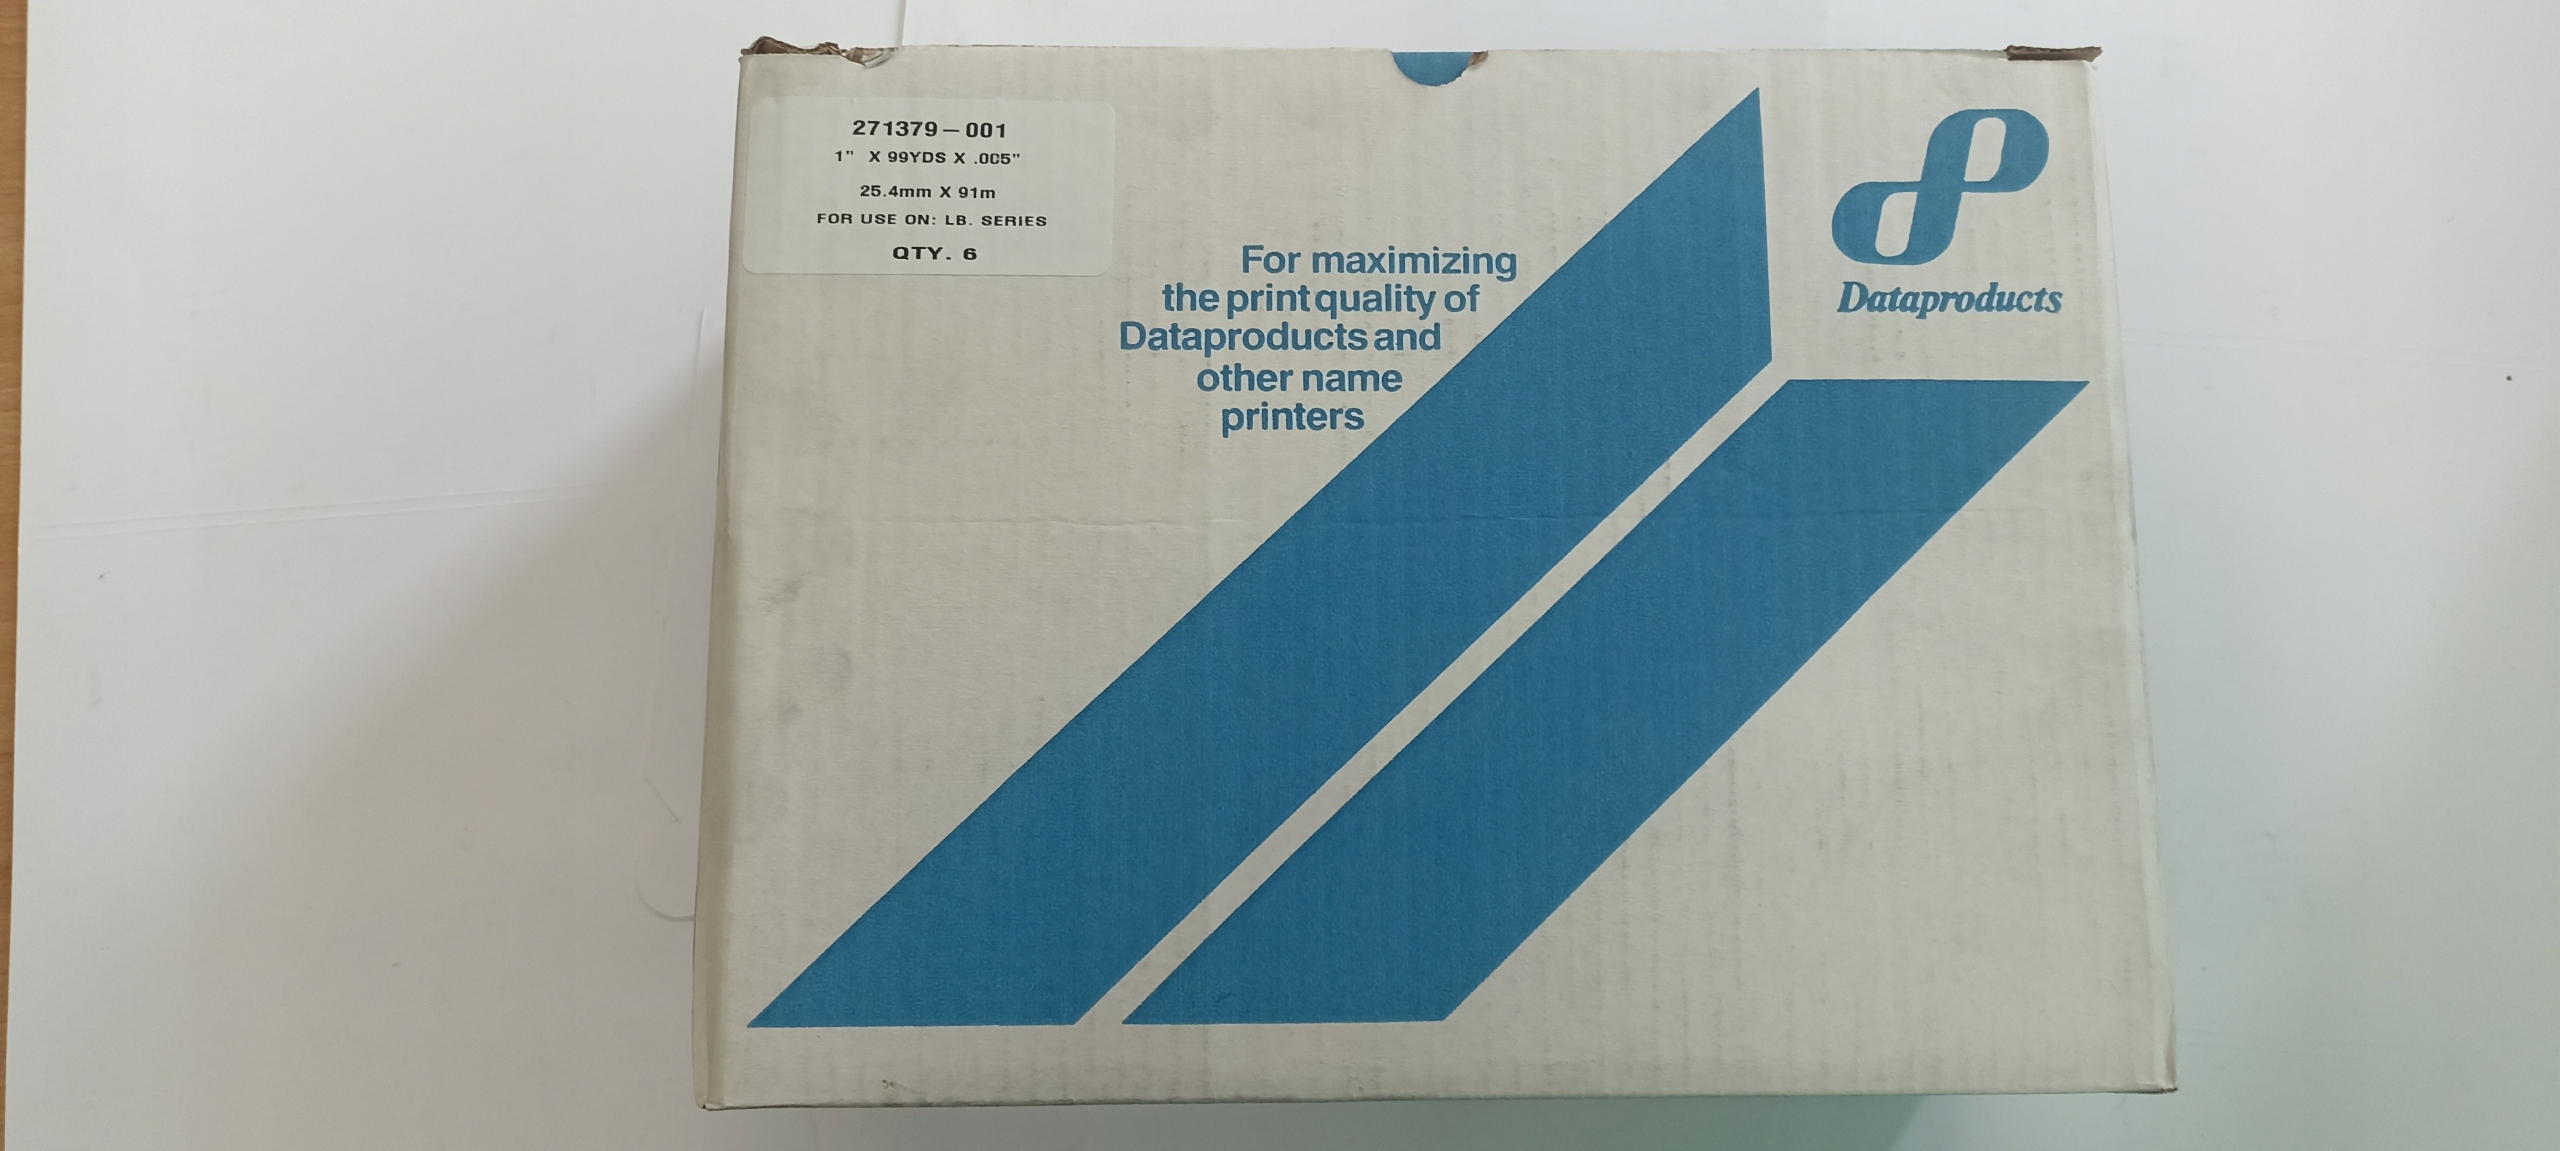 271379 – 001
1" X 99YDS X .005"
25.4mm X 91m
FOR USE ON: LB. SERIES
QTY. 6
For maximizing
the print quality of
Dataproducts and
other name
printers
Dataproducts